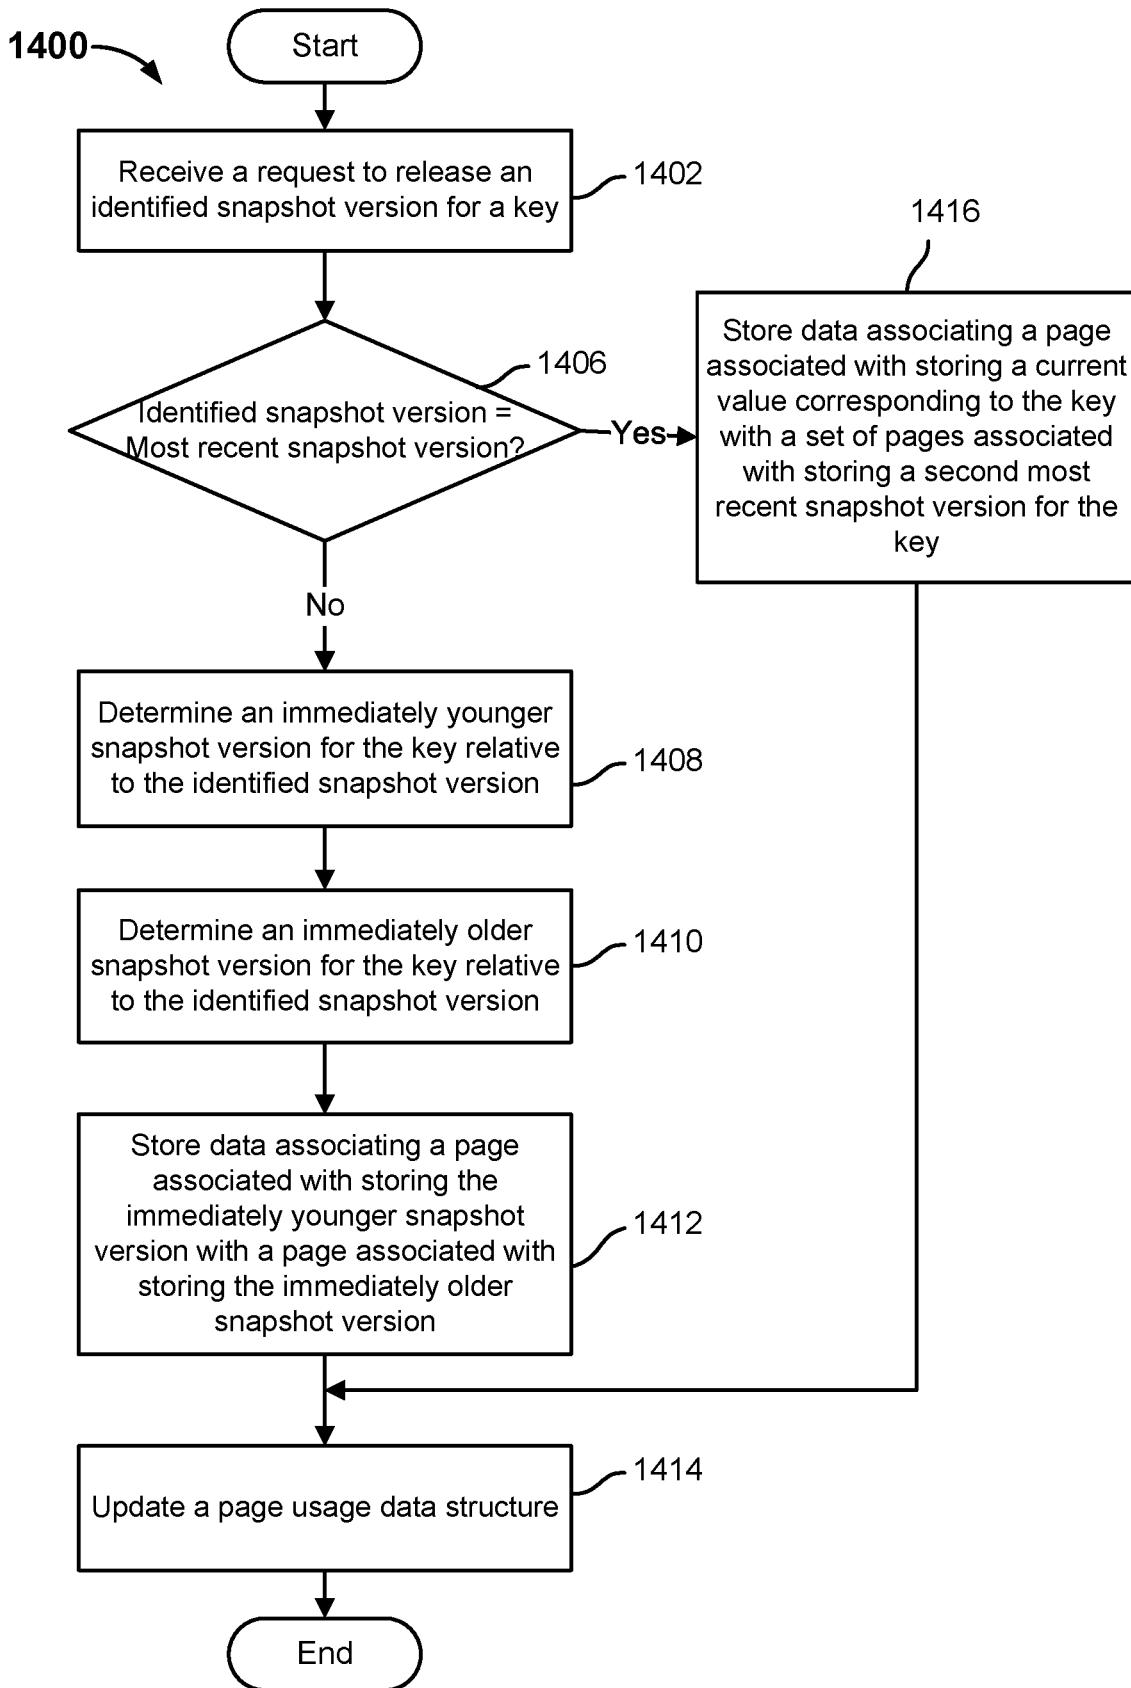 1400
Start
Receive a request to release an
identified snapshot version for a key
1402
1416
Store data associating a page
associated with storing a current
value corresponding to the key
with a set of pages associated
with storing a second most
recent snapshot version for the
key
1406
Identified snapshot version =
Most recent snapshot version?
Yes
No
Determine an immediately younger
snapshot version for the key relative
to the identified snapshot version
1408
Determine an immediately older
snapshot version for the key relative
to the identified snapshot version
1410
Store data associating a page
associated with storing the
immediately younger snapshot
version with a page associated with
storing the immediately older
snapshot version
1412
Update a page usage data structure
1414
End